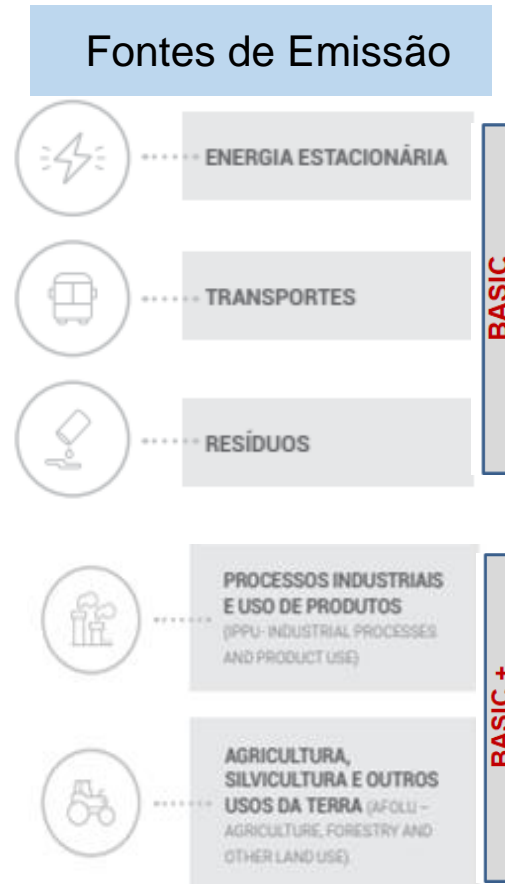 Fontes de Emissão
ENERGIA ESTACIONÁRIA
TRANSPORTES
RESÍDUOS
BASIC
PROCESSOS INDUSTRIAIS
E USO DE PRODUTOS
(IPPU- INDUSTRIAL PROCESSES
AND PRODUCT USE)
AGRICULTURA,
SILVICULTURA E OUTROS
USOS DA TERRA (AFOLU –
AGRICULTURE, FORESTRY AND
OTHER LAND USE).
BASIC +